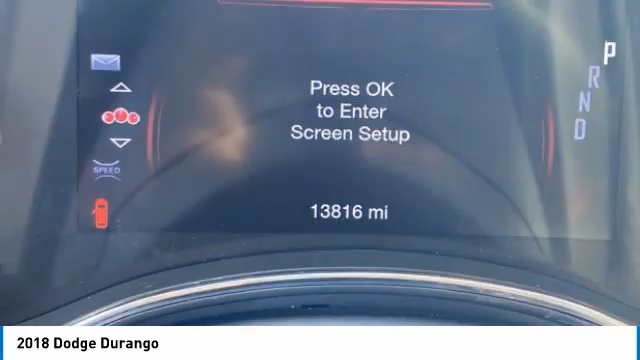 P
R
N
D
Press OK
to Enter
Screen Setup
SPEED
13816 mi
2018 Dodge Durango